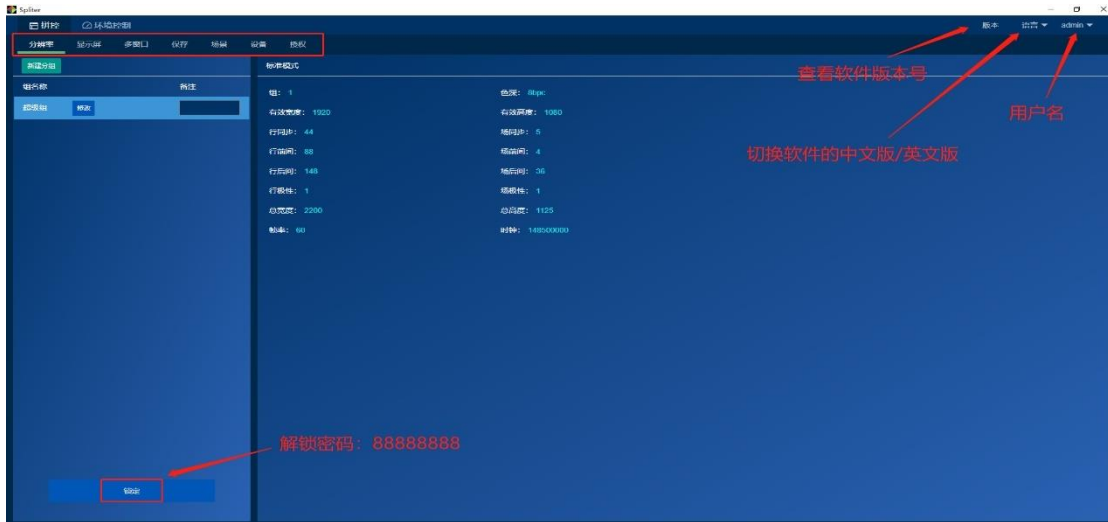 Spliter
拼控 环境控制 版本 语言 admin
分辨率 显示屏 多窗口 保存 场景 设备 授权
新建分组 标准模式
查看软件版本号
组名称 备注
组: 1 色深: 8bpc
超级组 修改
用户名
有效宽度: 1920 有效高度: 1080
行同步: 44 场同步: 5
行前间: 88 场前间: 4
切换软件的中文版/英文版
行后间: 148 场后间: 36
行极性: 1 场极性: 1
总宽度: 2200 总高度: 1125
帧率: 60 时钟: 148500000
解锁密码: 88888888
锁定